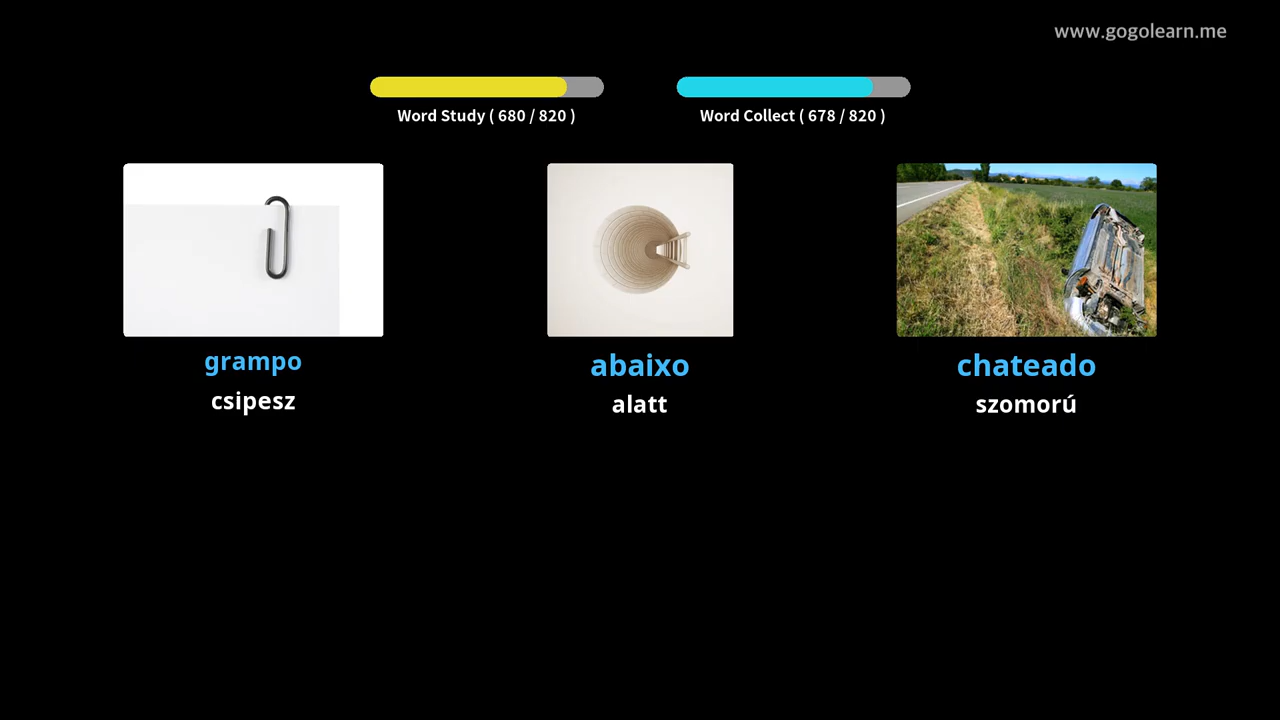 www.gogolearn.me
Word Study ( 680 / 820 )
Word Collect ( 678 / 820 )
grampo
csipesz
abaixo
alatt
chateado
szomorú